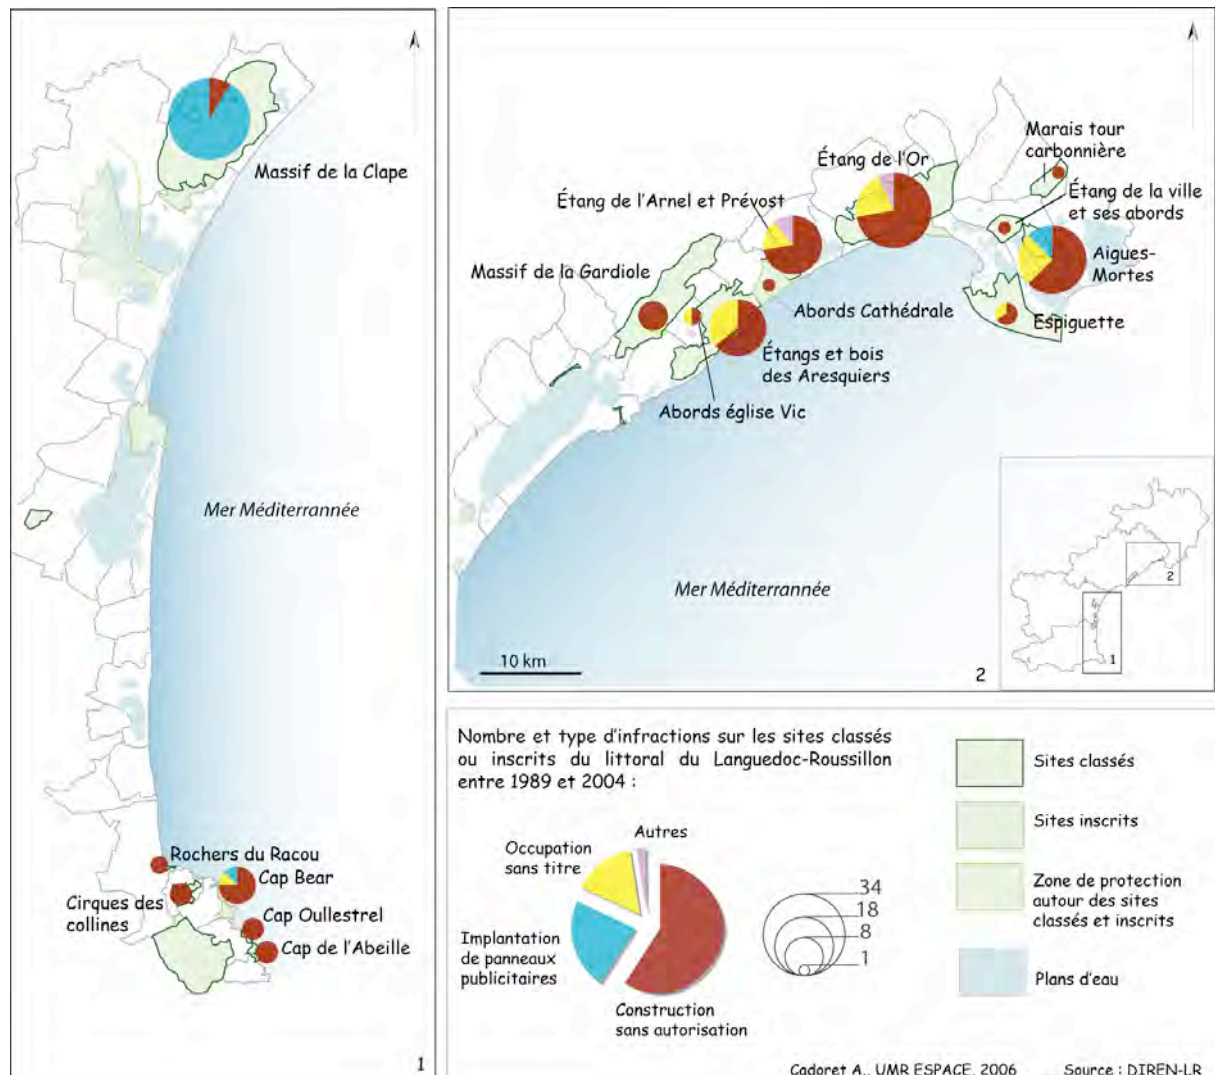 Massif de la Clape
Mer Méditerrannée
Rochers du Racou
Cap Bear
Cirques des
collines
Cap Oullestrel
Cap de l'Abeille
1
Marais tour
carbonnière
Étang de l'Or
Étang de la ville
et ses abords
Étang de l'Arnel et Prévost
Aigues-
Mortes
Massif de la Gardiole
Abords Cathédrale
Espiguette
Étangs et bois
des Aresquiers
Abords église Vic
Mer Méditerrannée
10 km
2
2
1
Nombre et type d'infractions sur les sites classés
ou inscrits du littoral du Languedoc-Roussillon
entre 1989 et 2004 :
Autres
Occupation
sans titre
Implantation
de panneaux
publicitaires
Construction
sans autorisation
34
18
8
1
Sites classés
Sites inscrits
Zone de protection
autour des sites
classés et inscrits
Plans d'eau
Cadoret A., UMR ESPACE, 2006 Source : DIREN-LR